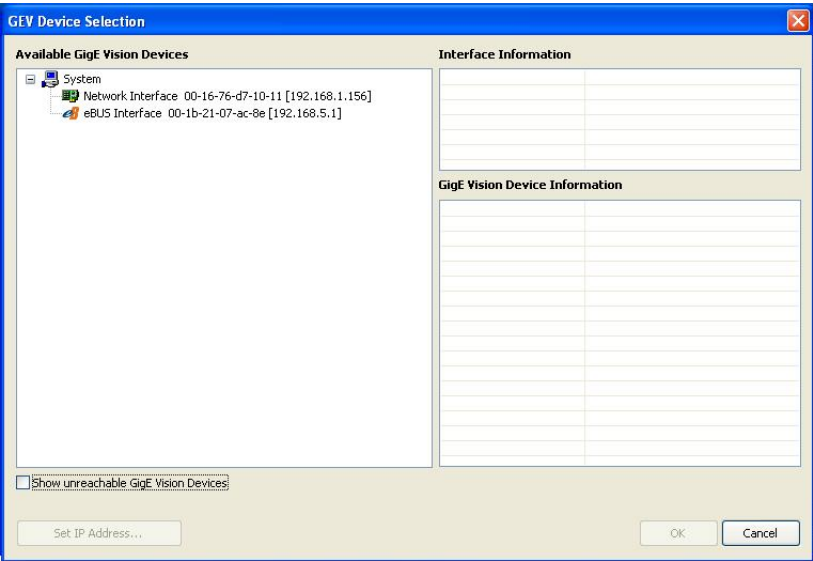 GEV Device Selection
Available GigE Vision Devices
System
Network Interface 00-16-76-d7-10-11 [192.168.1.156]
eBUS Interface 00-1b-21-07-ac-8e [192.168.5.1]
Show unreachable GigE Vision Devices
Set IP Address...
Interface Information
GigE Vision Device Information
OK
Cancel